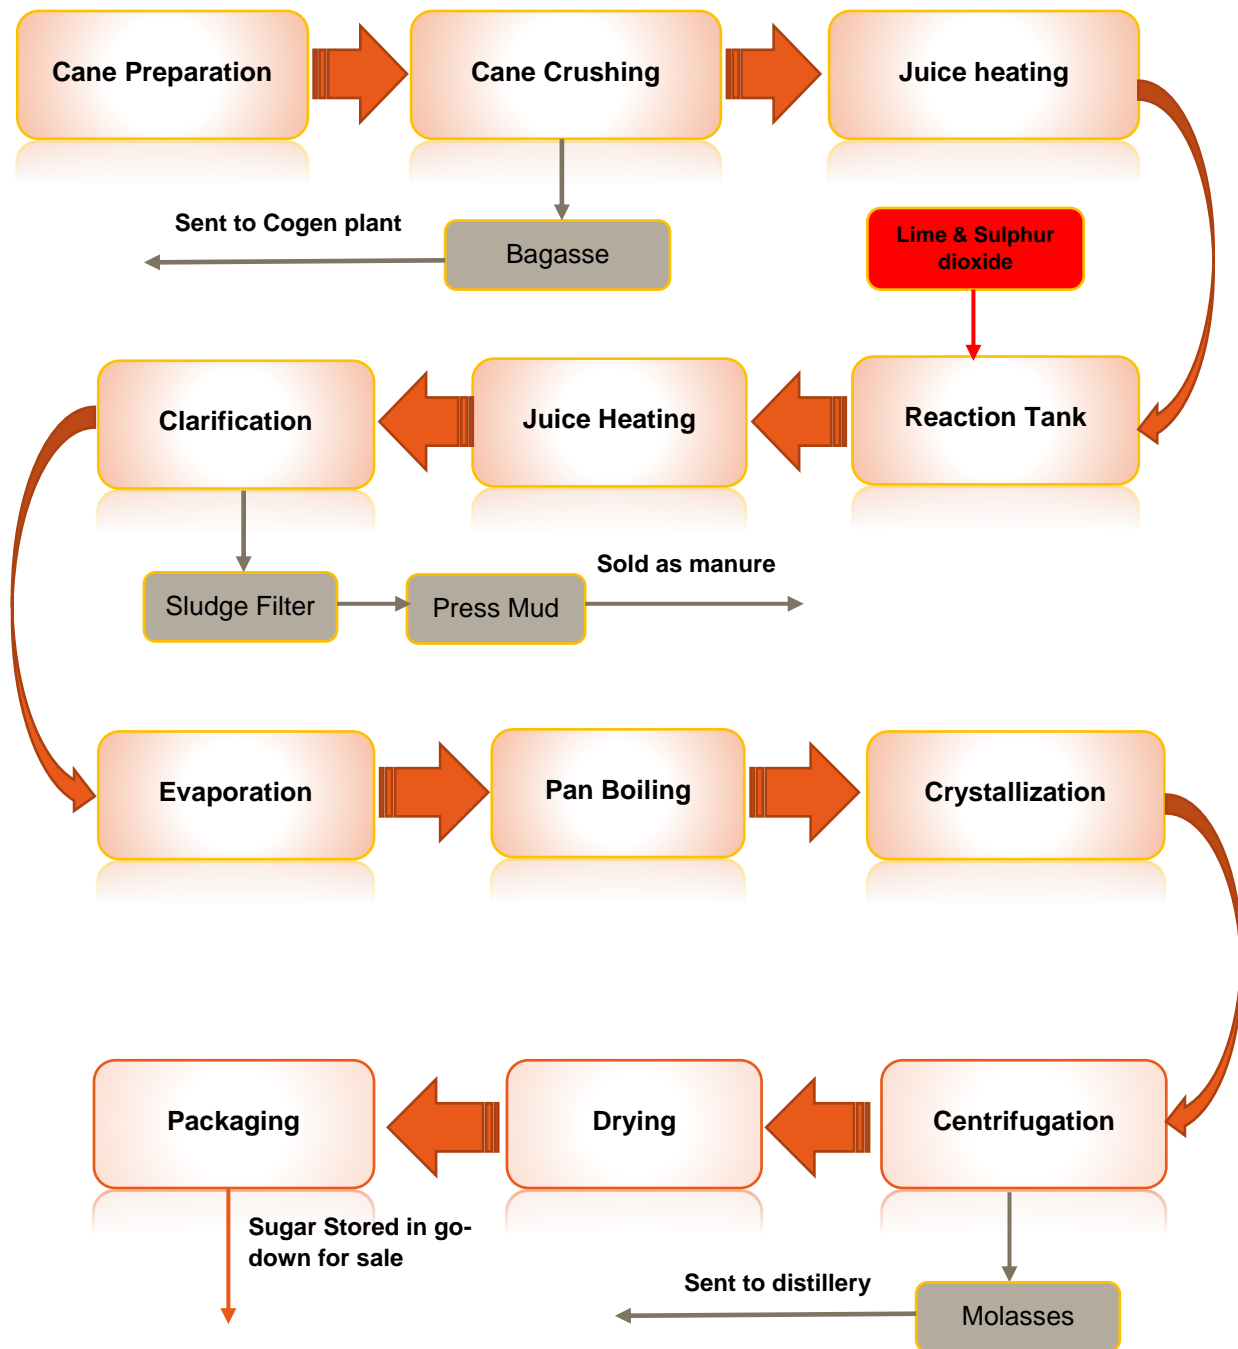 Cane Preparation
Cane Crushing
Juice heating
Sent to Cogen plant
Bagasse
Lime & Sulphur
dioxide
Clarification
Juice Heating
Reaction Tank
Sold as manure
Sludge Filter
Press Mud
Evaporation
Pan Boiling
Crystallization
Packaging
Drying
Centrifugation
Sugar Stored in go-
down for sale
Sent to distillery
Molasses